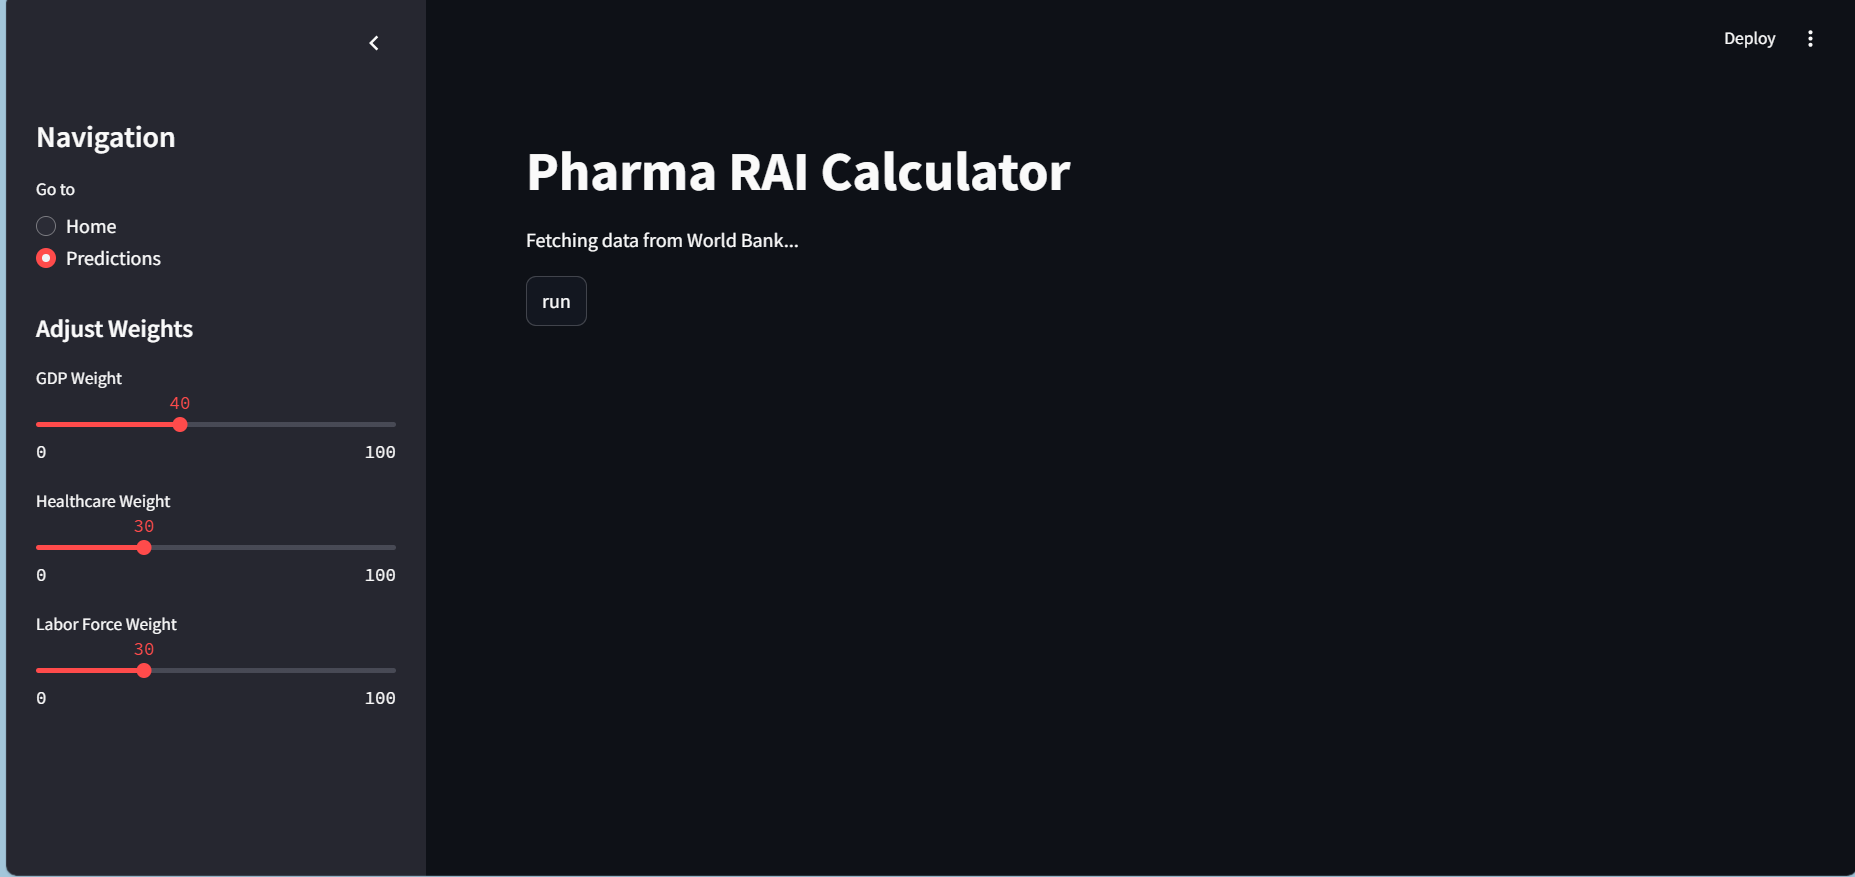 Navigation
Go to
Home
Predictions
Adjust Weights
GDP Weight
40
0 100
Healthcare Weight
30
0 100
Labor Force Weight
30
0 100
Deploy
Pharma RAI Calculator
Fetching data from World Bank...
run